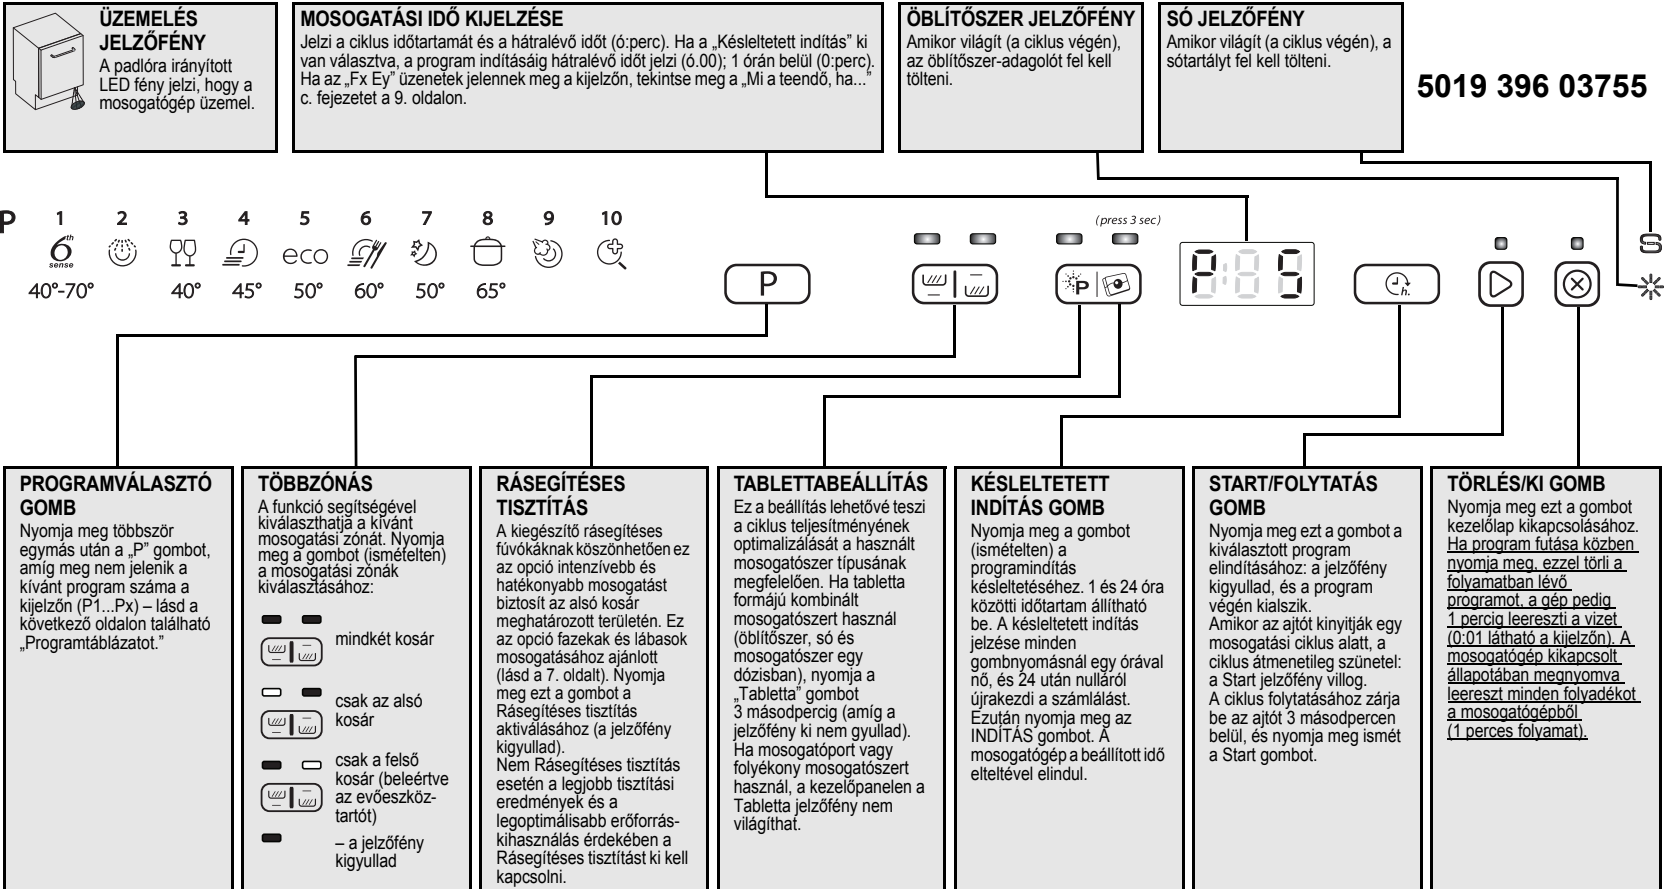 ÜZEMELÉS
JELZŐFÉNY
A padlóra irányított
LED fény jelzi, hogy a
mosogatógép üzemel.
MOSOGATÁSI IDŐ KIJELZÉSE
Jelzi a ciklus időtartamát és a hátralévő időt (ó:perc). Ha a „Késleltetett indítás” ki
van választva, a program indításáig hátralévő időt jelzi (ó.00); 1 órán belül (0:perc).
Ha az „Fx Ey” üzenetek jelennek meg a kijelzőn, tekintse meg a „Mi a teendő, ha...”
c. fejezetet a 9. oldalon.
ÖBLÍTŐSZER JELZŐFÉNY
Amikor világít (a ciklus végén),
az öblítőszer-adagolót fel kell
tölteni.
SÓ JELZŐFÉNY
Amikor világít (a ciklus végén), a
sótartályt fel kell tölteni.
5019 396 03755
P 1 2 3 4 5 6 7 8 9 10
6th sense eco
40°-70° 40° 45° 50° 60° 50° 65°
(press 3 sec)
P
P
P 5
h.
S
PROGRAMVÁLASZTÓ
GOMB
Nyomja meg többször
egymás után a „P” gombot,
amíg meg nem jelenik a
kívánt program száma a
kijelzőn (P1...Px) – lásd a
következő oldalon található
„Programtáblázatot.”
TÖBBZÓNÁS
A funkció segítségével
kiválaszthatja a kívánt
mosogatási zónát. Nyomja
meg a gombot (ismételten)
a mosogatási zónák
kiválasztásához:
mindkét kosár
csak az alsó
kosár
csak a felső
kosár (beleértve
az evőeszköz-
tartót)
– a jelzőfény
kigyullad
RÁSEGÍTÉSES
TISZTÍTÁS
A kiegészítő rásegítéses
fúvókáknak köszönhetően ez
az opció intenzívebb és
hatékonyabb mosogatást
biztosít az alsó kosár
meghatározott területén. Ez
az opció fazekak és lábasok
mosogatásához ajánlott
(lásd a 7. oldalt). Nyomja
meg ezt a gombot a
Rásegítéses tisztítás
aktiválásához (a jelzőfény
kigyullad).
Nem Rásegítéses tisztítás
esetén a legjobb tisztítási
eredmények és a
legoptimálisabb erőforrás-
kihasználás érdekében a
Rásegítéses tisztítást ki kell
kapcsolni.
TABLETTABEÁLLÍTÁS
Ez a beállítás lehetővé teszi
a ciklus teljesítményének
optimalizálását a használt
mosogatószer típusának
megfelelően. Ha tabletta
formájú kombinált
mosogatószert használ
(öblítőszer, só és
mosogatószer egy
dózisban), nyomja a
„Tabletta” gombot
3 másodpercig (amíg a
jelzőfény ki nem gyullad).
Ha mosogatóport vagy
folyékony mosogatószert
használ, a kezelőpanelen a
Tabletta jelzőfény nem
világíthat.
KÉSLELTETETT
INDÍTÁS GOMB
Nyomja meg a gombot
(ismételten) a
programindítás
késleltetéséhez. 1 és 24 óra
közötti időtartam állítható
be. A késleltetett indítás
jelzése minden
gombnyomásnál egy órával
nő, és 24 után nulláról
újrakezdi a számlálást.
Ezután nyomja meg az
INDÍTÁS gombot. A
mosogatógép a beállított idő
elteltével elindul.
START/FOLYTATÁS
GOMB
Nyomja meg ezt a gombot a
kiválasztott program
elindításához: a jelzőfény
kigyullad, és a program
végén kialszik.
Amikor az ajtót kinyitják egy
mosogatási ciklus alatt, a
ciklus átmenetileg szünetel:
a Start jelzőfény villog.
A ciklus folytatásához zárja
be az ajtót 3 másodpercen
belül, és nyomja meg ismét
a Start gombot.
TÖRLÉS/KI GOMB
Nyomja meg ezt a gombot
kezelőlap kikapcsolásához.
Ha program futása közben
nyomja meg, ezzel törli a
folyamatban lévő
programot, a gép pedig
1 percig leereszti a vizet
(0:01 látható a kijelzőn). A
mosogatógép kikapcsolt
állapotában megnyomva
leereszt minden folyadékot
a mosogatógépből
(1 perces folyamat).